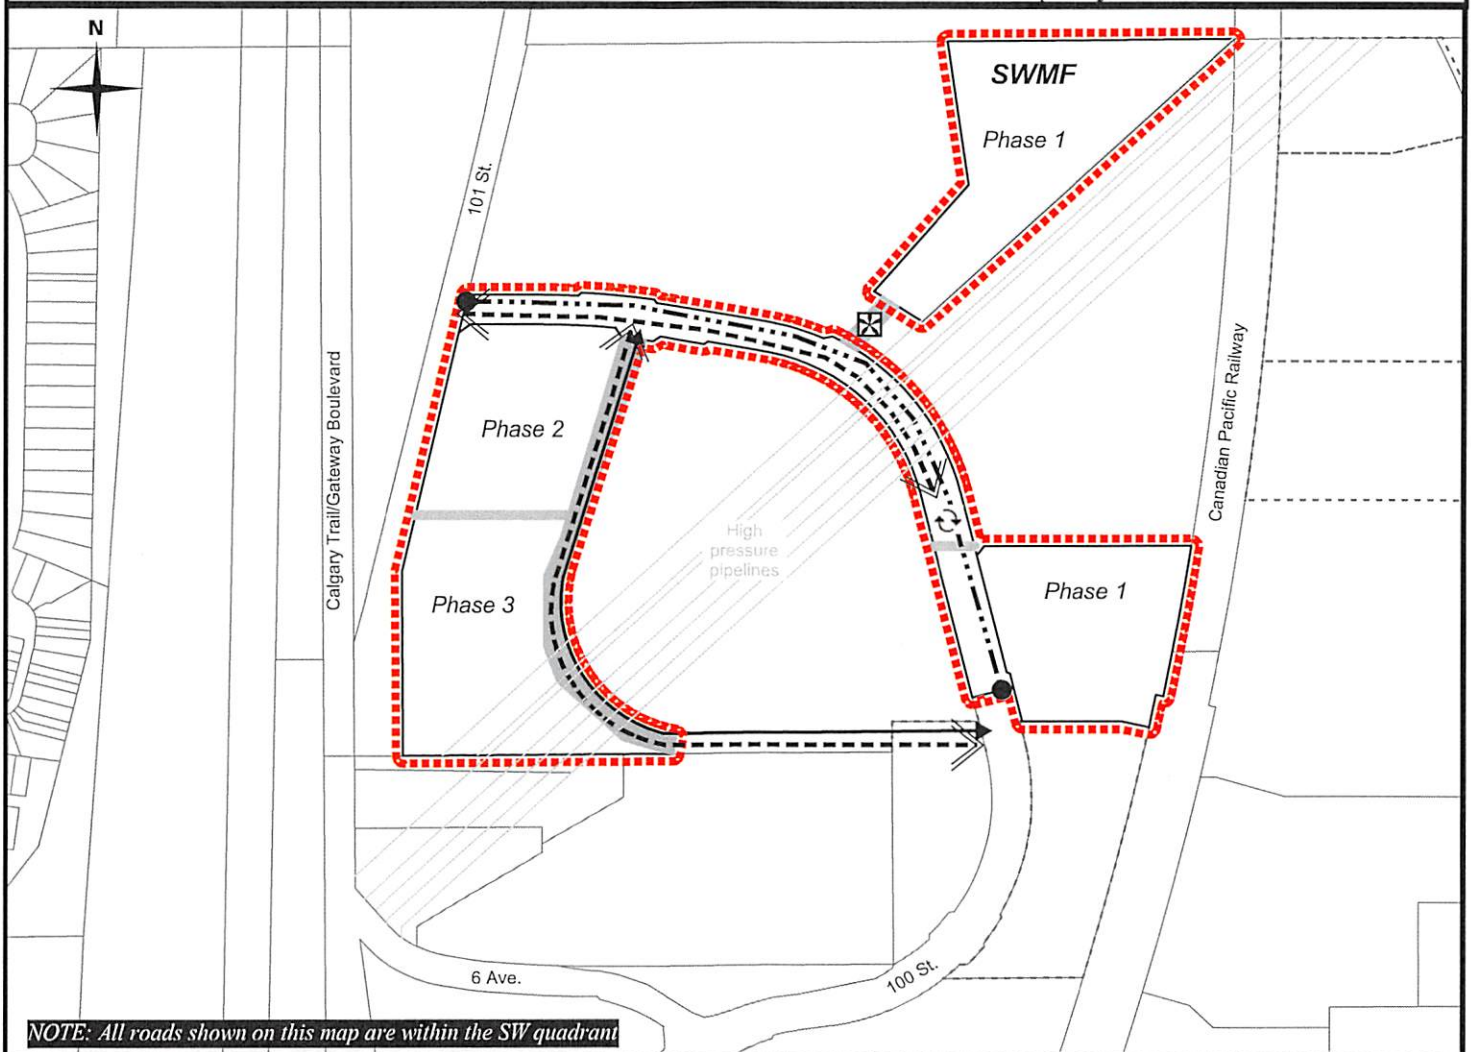 N
SWMF
Phase 1
101 St.
Phase 2
Calgary Trail/Gateway Boulevard
Canadian Pacific Railway
High
pressure
pipelines
Phase 1
Phase 3
6 Ave.
100 St.
NOTE: All roads shown on this map are within the SW quadrant